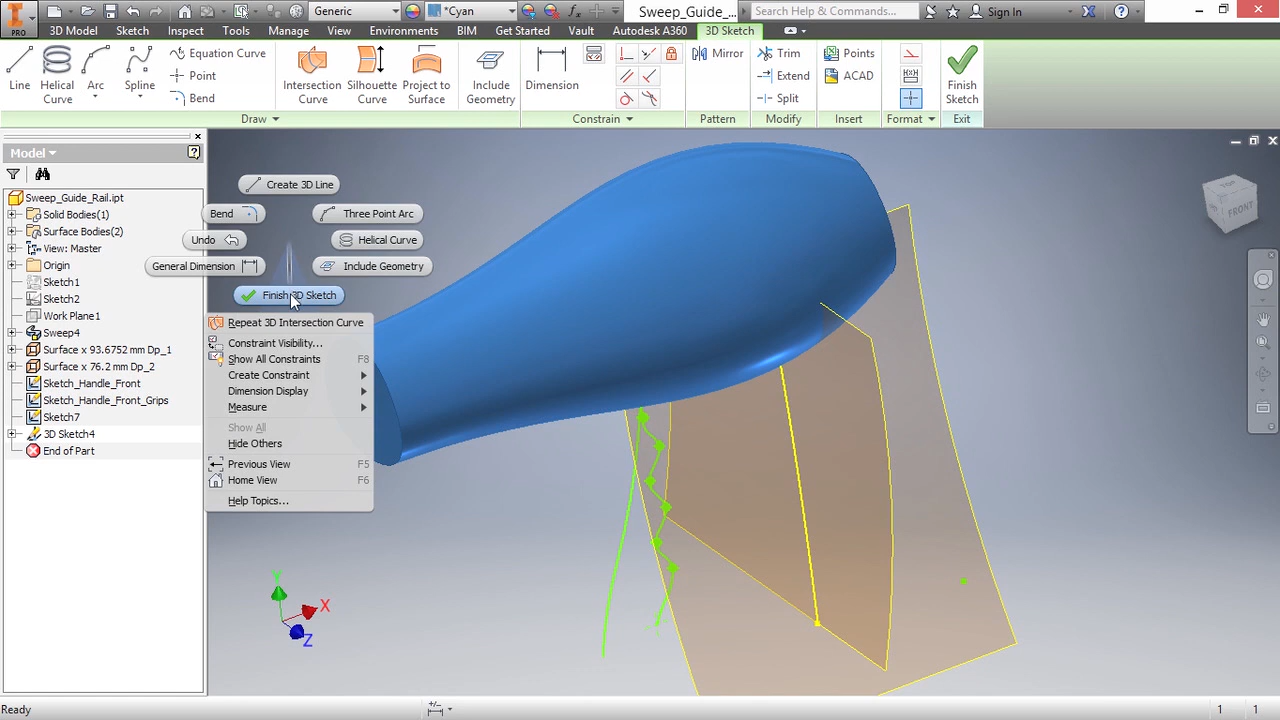 PRO
Generic
*Cyan
Sweep_Guide_...
Search Help & Commands...
Sign In
3D Model
Sketch
Inspect
Tools
Manage
View
Environments
BIM
Get Started
Vault
Autodesk A360
3D Sketch
Line
Helical Curve
Arc
Spline
Equation Curve
Point
Bend
Intersection Curve
Silhouette Curve
Project to Surface
Include Geometry
Dimension
Mirror
Trim
Extend
Split
Points
ACAD
Finish Sketch
Draw
Constrain
Pattern
Modify
Insert
Format
Exit
Model
Sweep_Guide_Rail.ipt
Solid Bodies(1)
Surface Bodies(2)
View: Master
Origin
Sketch1
Sketch2
Work Plane1
Sweep4
Surface x 93.6752 mm Dp_1
Surface x 76.2 mm Dp_2
Sketch_Handle_Front
Sketch_Handle_Front_Grips
Sketch7
3D Sketch4
End of Part
Create 3D Line
Bend
Three Point Arc
Undo
Helical Curve
General Dimension
Include Geometry
Finish 3D Sketch
Repeat 3D Intersection Curve
Constraint Visibility...
Show All Constraints F8
Create Constraint
Dimension Display
Measure
Show All
Hide Others
Previous View F5
Home View F6
Help Topics...
TOP
FRONT
Y
X
Z
Ready
1 1